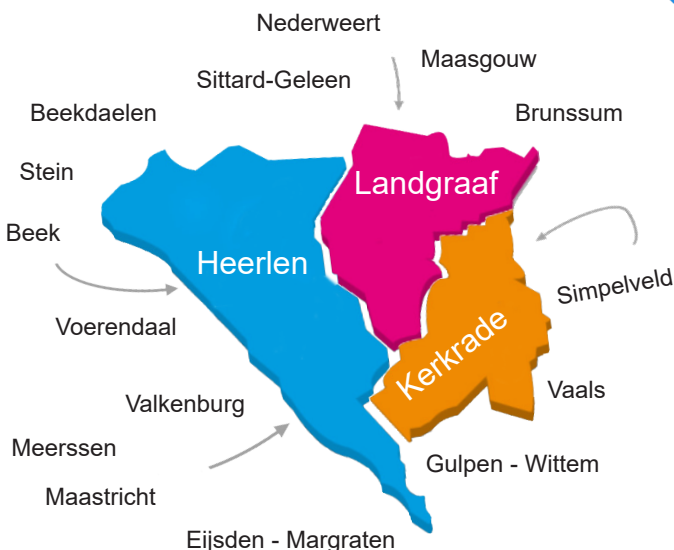 Nederweert
Maasgouw
Sittard-Geleen
Beekdaelen
Brunssum
Stein
Landgraaf
Beek
Heerlen
Simpelveld
Voerendaal
Kerkrade
Valkenburg
Vaals
Meerssen
Gulpen - Wittem
Maastricht
Eijsden - Margraten